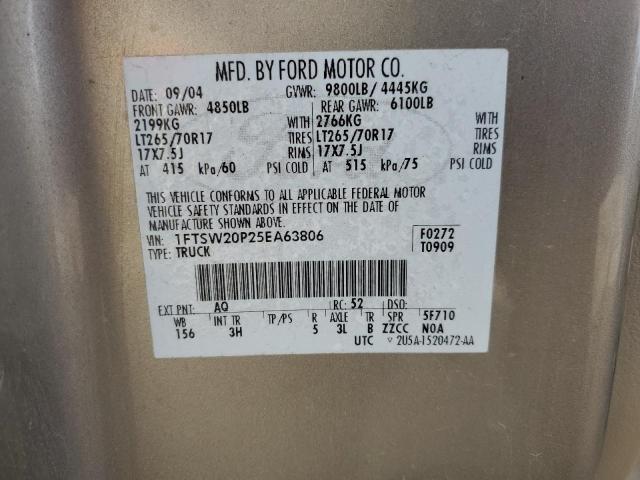 MFD. BY FORD MOTOR CO.
DATE: 09/04 GVWR: 9800LB/ 4445KG
FRONT GAWR: 4850LB REAR GAWR: 6100LB
2199KG WITH 2766KG WITH
LT265/70R17 TIRES LT265/70R17 TIRES
17X7.5J RIMS 17X7.5J RIMS
AT 415 kPa/60 PSI COLD AT 515 kPa/75 PSI COLD
THIS VEHICLE CONFORMS TO ALL APPLICABLE FEDERAL MOTOR
VEHICLE SAFETY STANDARDS IN EFFECT ON THE DATE OF
MANUFACTURE SHOWN ABOVE.
VIN: 1FTSW20P25EA63806 F0272
TYPE: TRUCK T0909
EXT PNT: AQ RC: 52 DSO:
WB INT TR TP/PS R AXLE TR SPR 5F710
156 3H 5 3L B ZZCC NOA
UTC 2U5A-1520472-AA